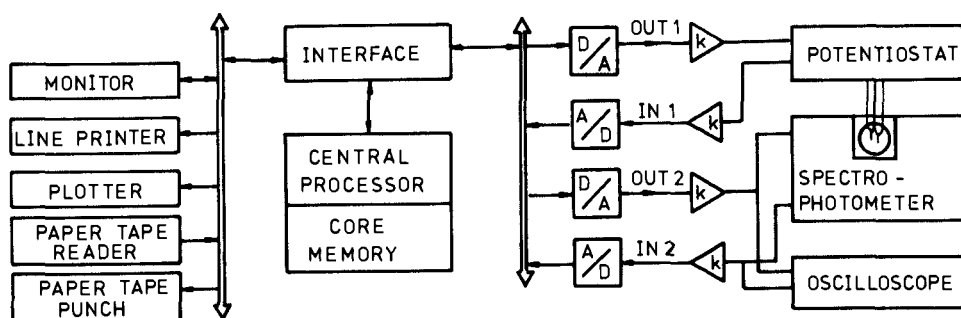 MONITOR
LINE PRINTER
PLOTTER
PAPER TAPE
READER
PAPER TAPE
PUNCH
INTERFACE
CENTRAL
PROCESSOR
CORE
MEMORY
D/A
OUT 1
k
A/D
IN 1
k
D/A
OUT 2
k
A/D
IN 2
k
POTENTIOSTAT
SPECTRO-
PHOTOMETER
OSCILLOSCOPE